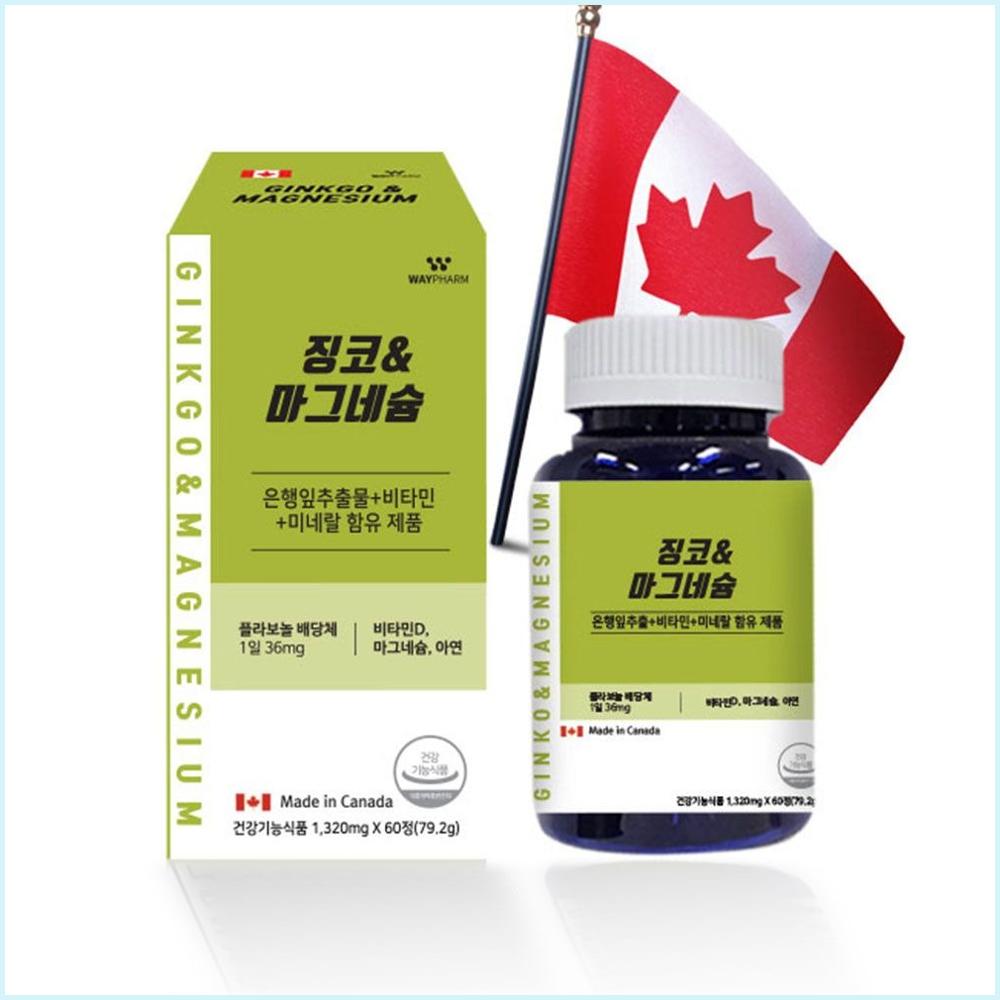 GINKGO &
MAGNESIUM
GINKGO & MAGNESIUM
WAYPHARM
징코&
마그네슘
은행잎추출물+비타민
+미네랄 함유 제품
플라보놀 배당체
1일 36mg
비타민D,
마그네슘, 아연
건강
기능식품
Made in Canada
건강기능식품 1,320mg X 60정(79.2g)
GINKO & MAGNESIUM
징코&
마그네슘
은행잎추출+비타민+미네랄 함유 제품
플라보놀 배당체
1일 36mg
비타민D, 마그네슘, 아연
Made in Canada
건강
기능식품
건강기능식품 1,320mg X 60정(79.2g